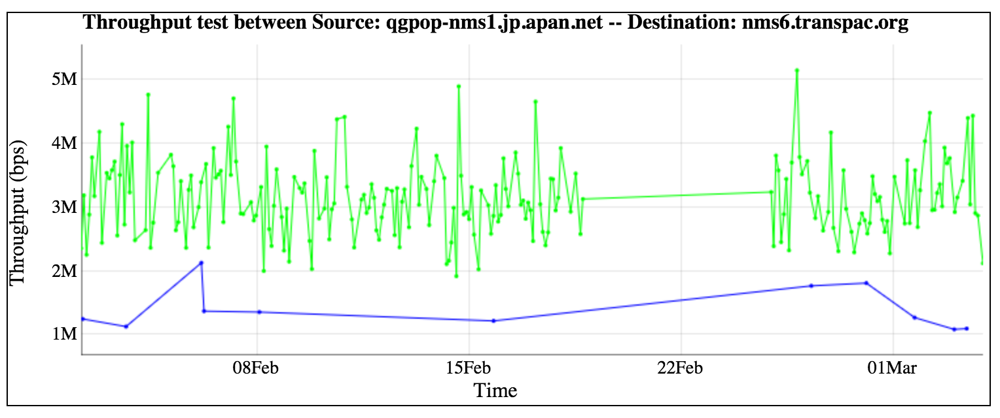 Throughput test between Source: qgpop-nms1.jp.apan.net -- Destination: nms6.transpac.org
Throughput (bps)
5M
4M
3M
2M
1M
08Feb
15Feb
22Feb
01Mar
Time